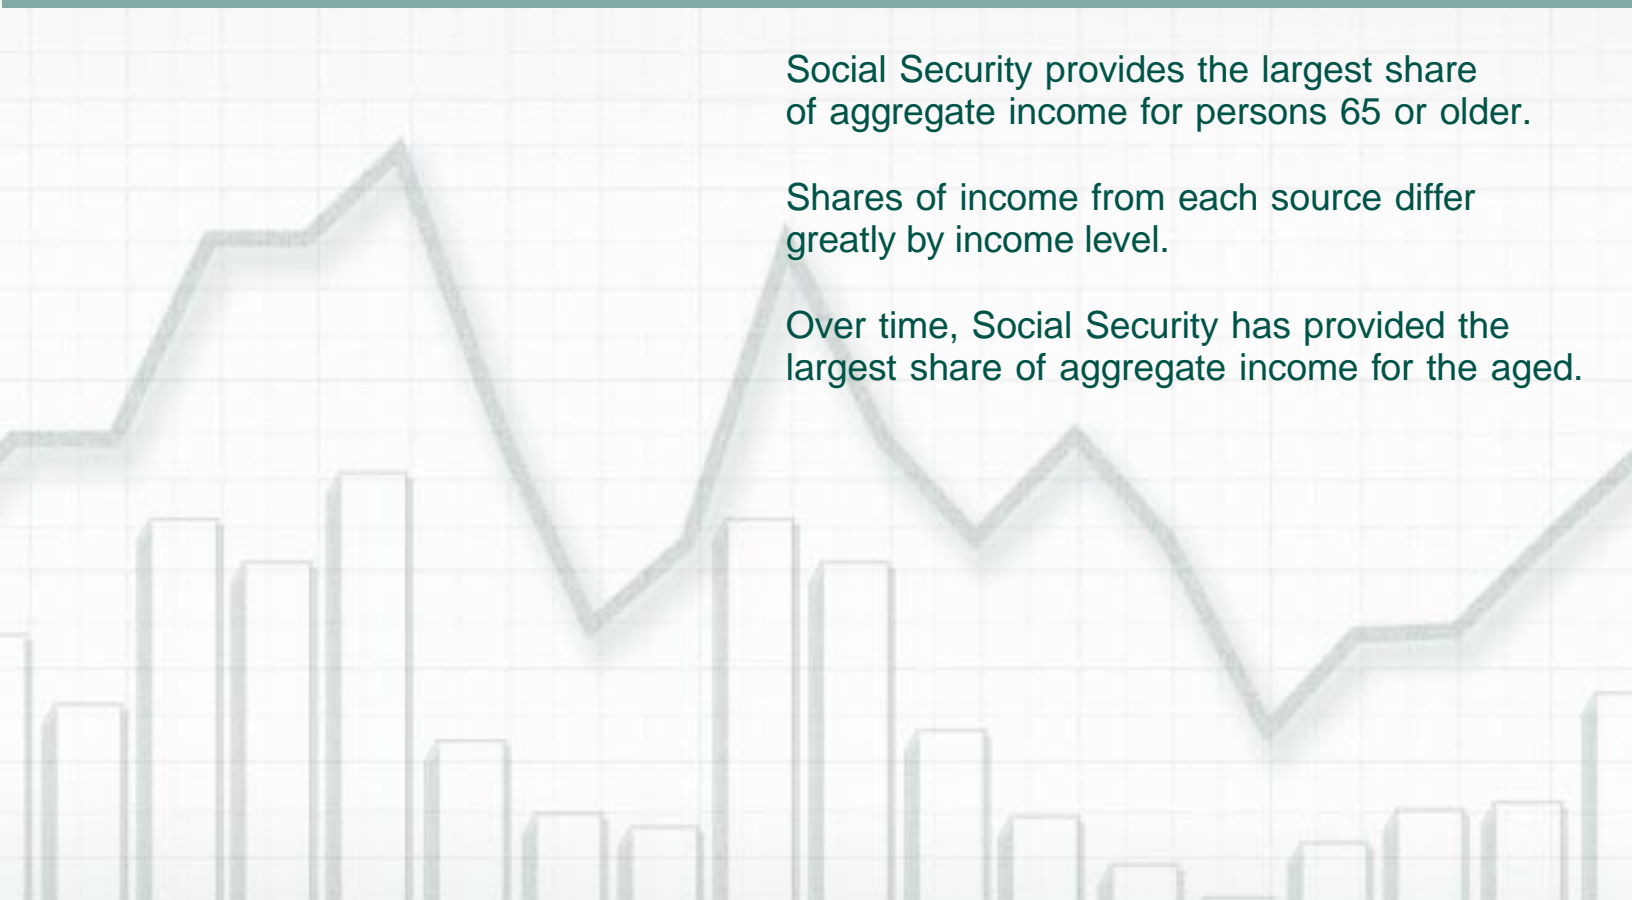 Social Security provides the largest share
of aggregate income for persons 65 or older.
Shares of income from each source differ
greatly by income level.
Over time, Social Security has provided the
largest share of aggregate income for the aged.